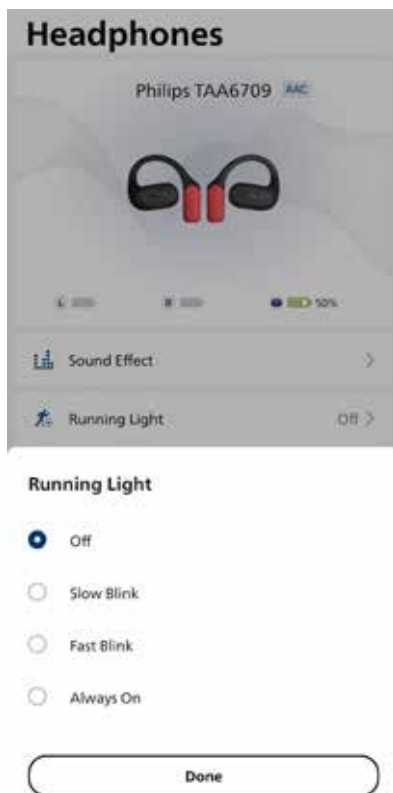 Headphones
Philips TAA6709 AAC
L R 50%
Sound Effect
Running Light Off
Running Light
Off
Slow Blink
Fast Blink
Always On
Done